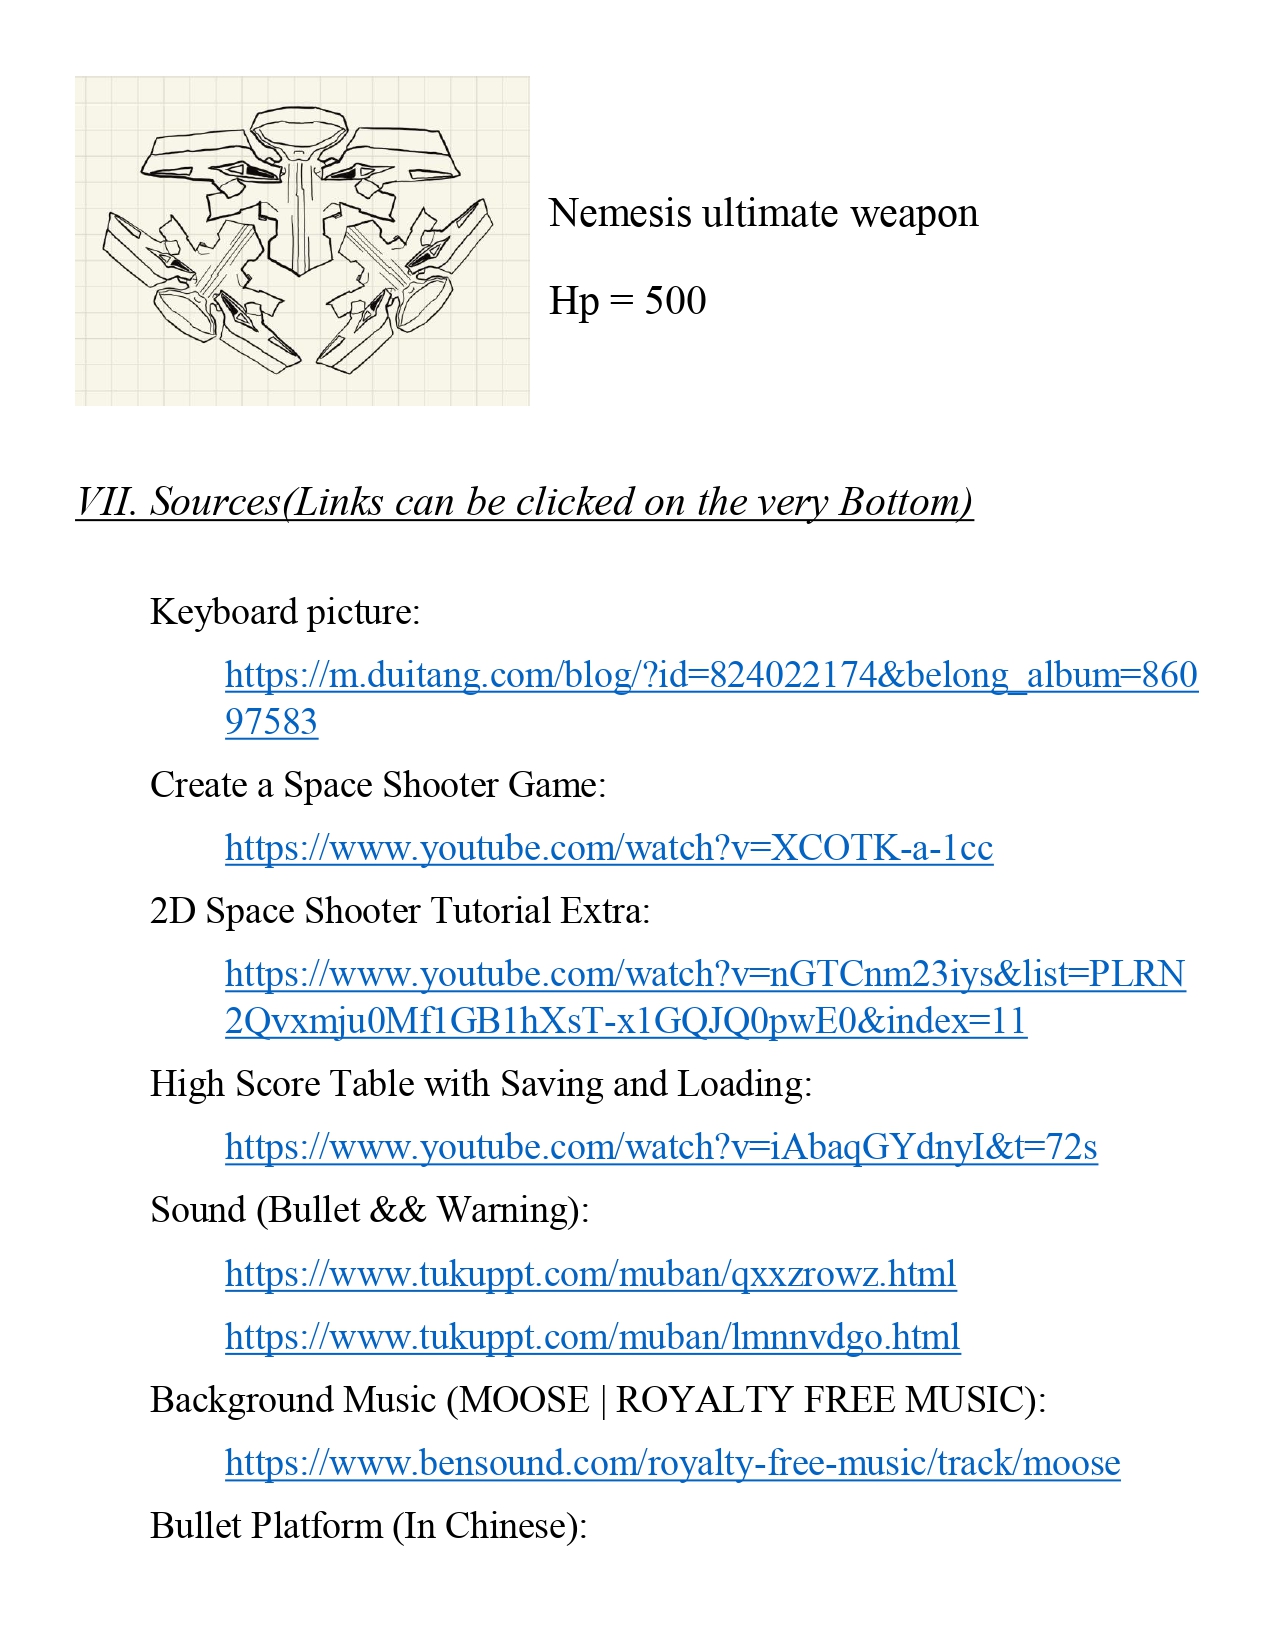 Nemesis ultimate weapon
Hp = 500
VII. Sources(Links can be clicked on the very Bottom)
Keyboard picture:
https://m.duitang.com/blog/?id=824022174&belong_album=860
97583
Create a Space Shooter Game:
https://www.youtube.com/watch?v=XCOTK-a-1cc
2D Space Shooter Tutorial Extra:
https://www.youtube.com/watch?v=nGTCnm23iys&list=PLRN
2Qvxmju0Mf1GB1hXsT-x1GQJQ0pwE0&index=11
High Score Table with Saving and Loading:
https://www.youtube.com/watch?v=iAbaqGYdnyI&t=72s
Sound (Bullet && Warning):
https://www.tukuppt.com/muban/qxxzrowz.html
https://www.tukuppt.com/muban/lmnnvdgo.html
Background Music (MOOSE | ROYALTY FREE MUSIC):
https://www.bensound.com/royalty-free-music/track/moose
Bullet Platform (In Chinese):